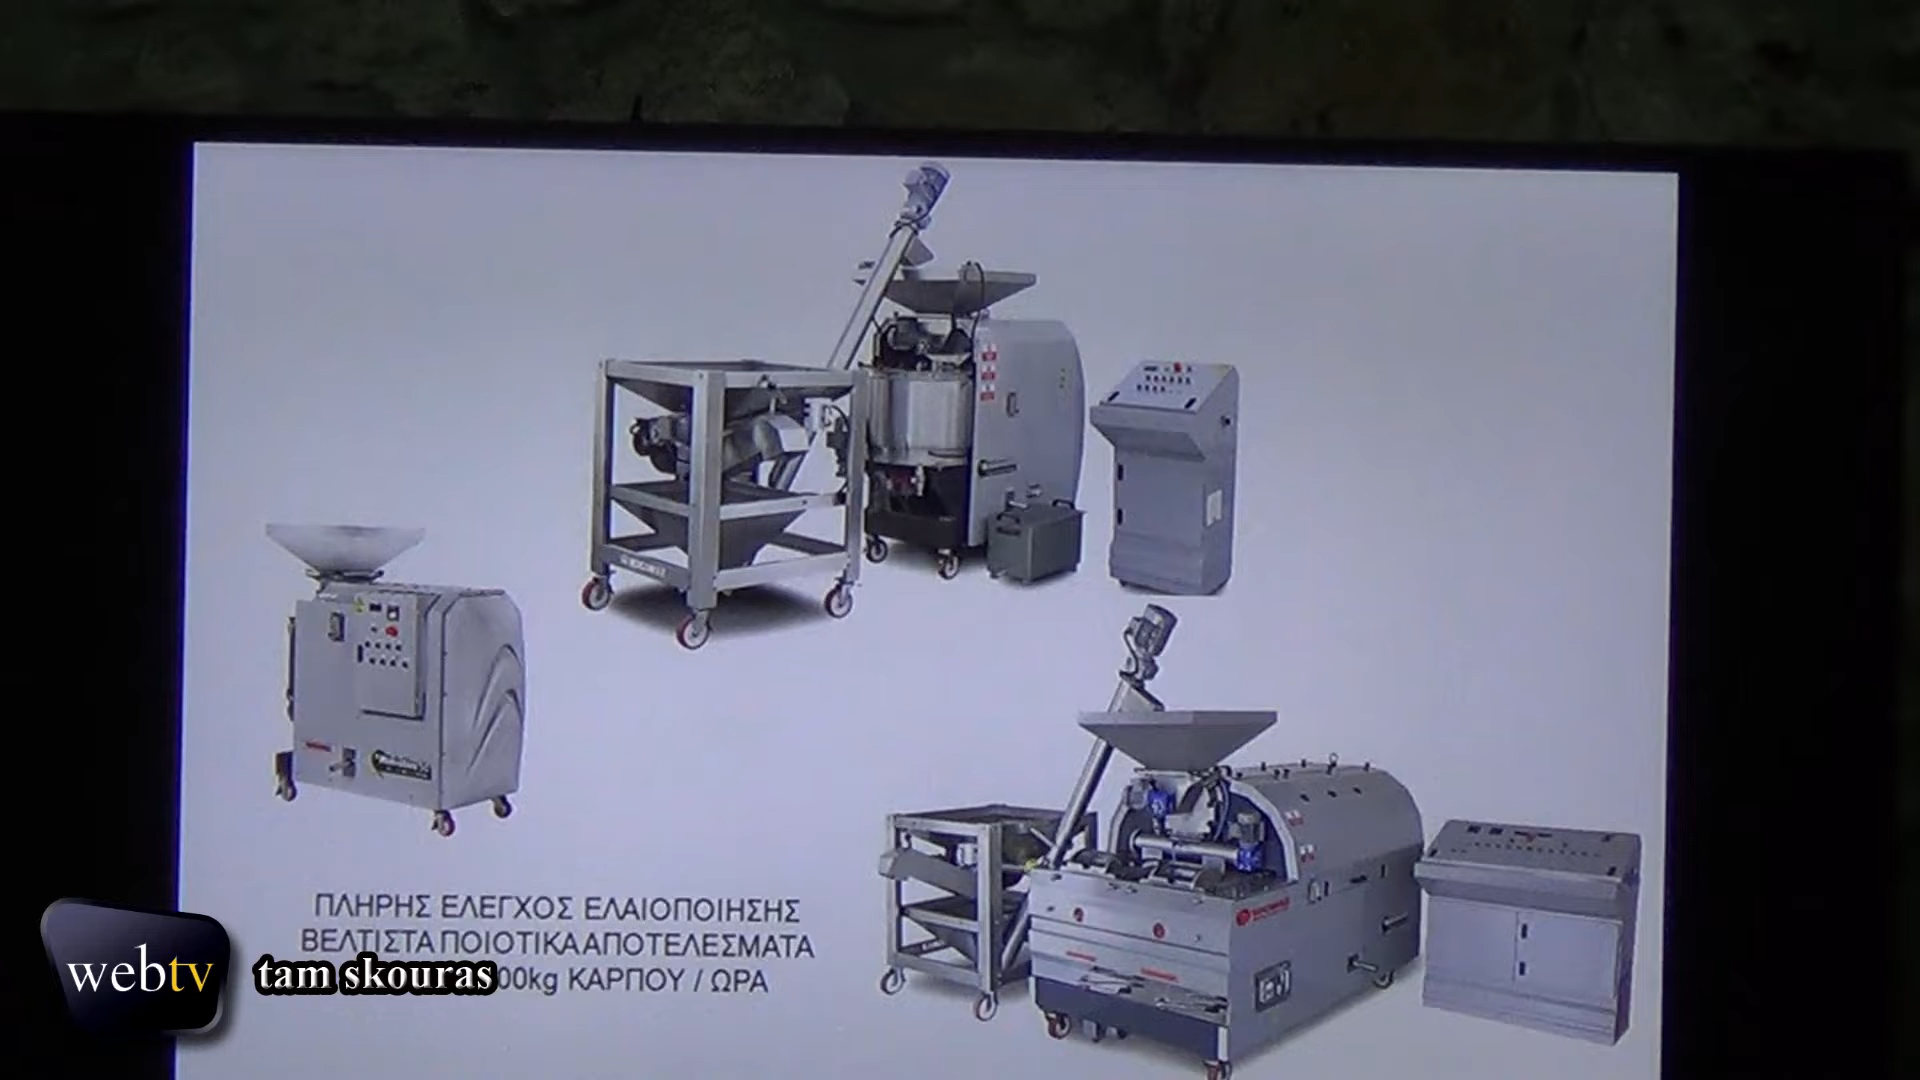 ΠΛΗΡΗΣ ΕΛΕΓΧΟΣ ΕΛΑΙΟΠΟΙΗΣΗΣ
ΒΕΛΤΙΣΤΑ ΠΟΙΟΤΙΚΑ ΑΠΟΤΕΛΕΣΜΑΤΑ
00kg ΚΑΡΠΟΥ / ΩΡΑ
webtv
tam skouras